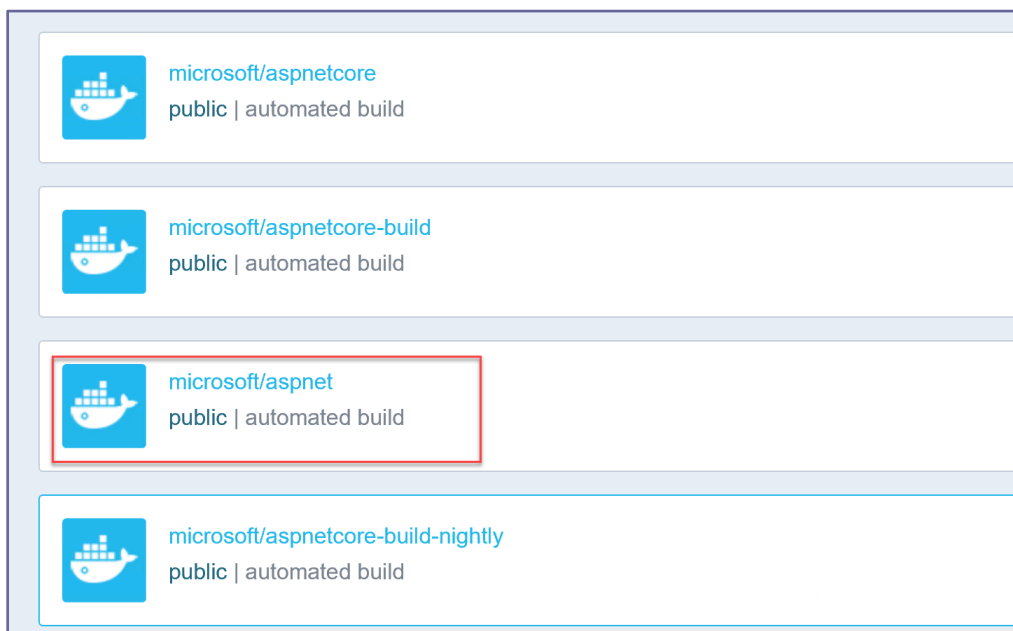 microsoft/aspnetcore
public | automated build
microsoft/aspnetcore-build
public | automated build
microsoft/aspnet
public | automated build
microsoft/aspnetcore-build-nightly
public | automated build